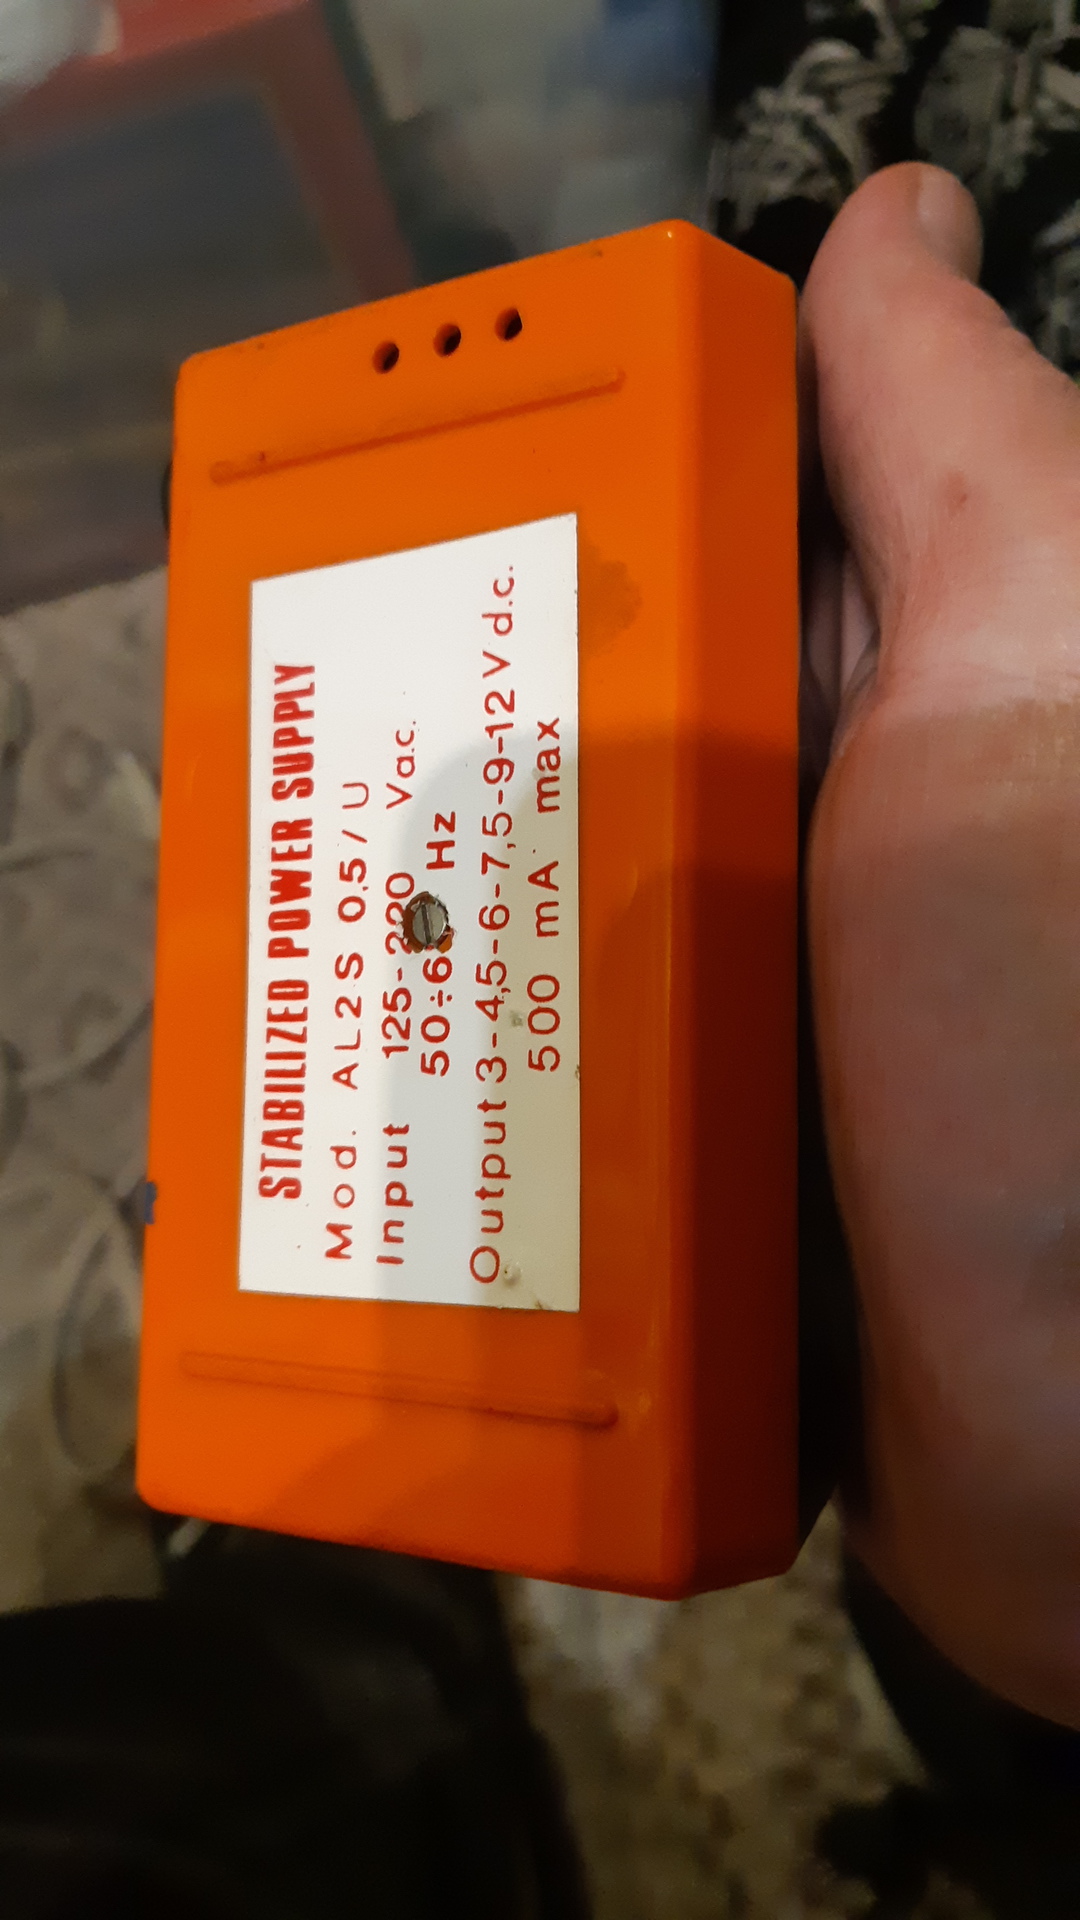 STABILIZED POWER SUPPLY
Mod. AL2S 0,5/U
Input 125-220 Va.c.
50÷6 Hz
Output 3-4,5-6-7,5-9-12 V d.c.
500 mA max